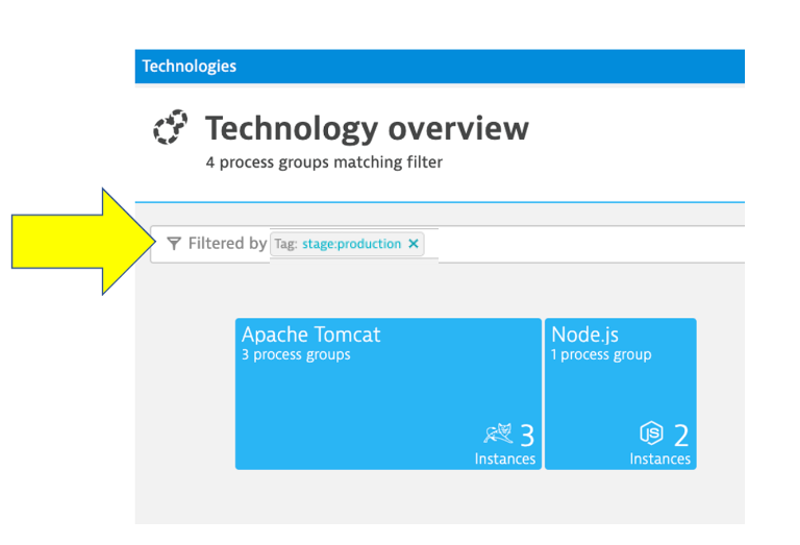 Technologies
Technology overview
4 process groups matching filter
Filtered by Tag: stage:production ✕
Apache Tomcat
3 process groups
3
Instances
Node.js
1 process group
JS 2
Instances